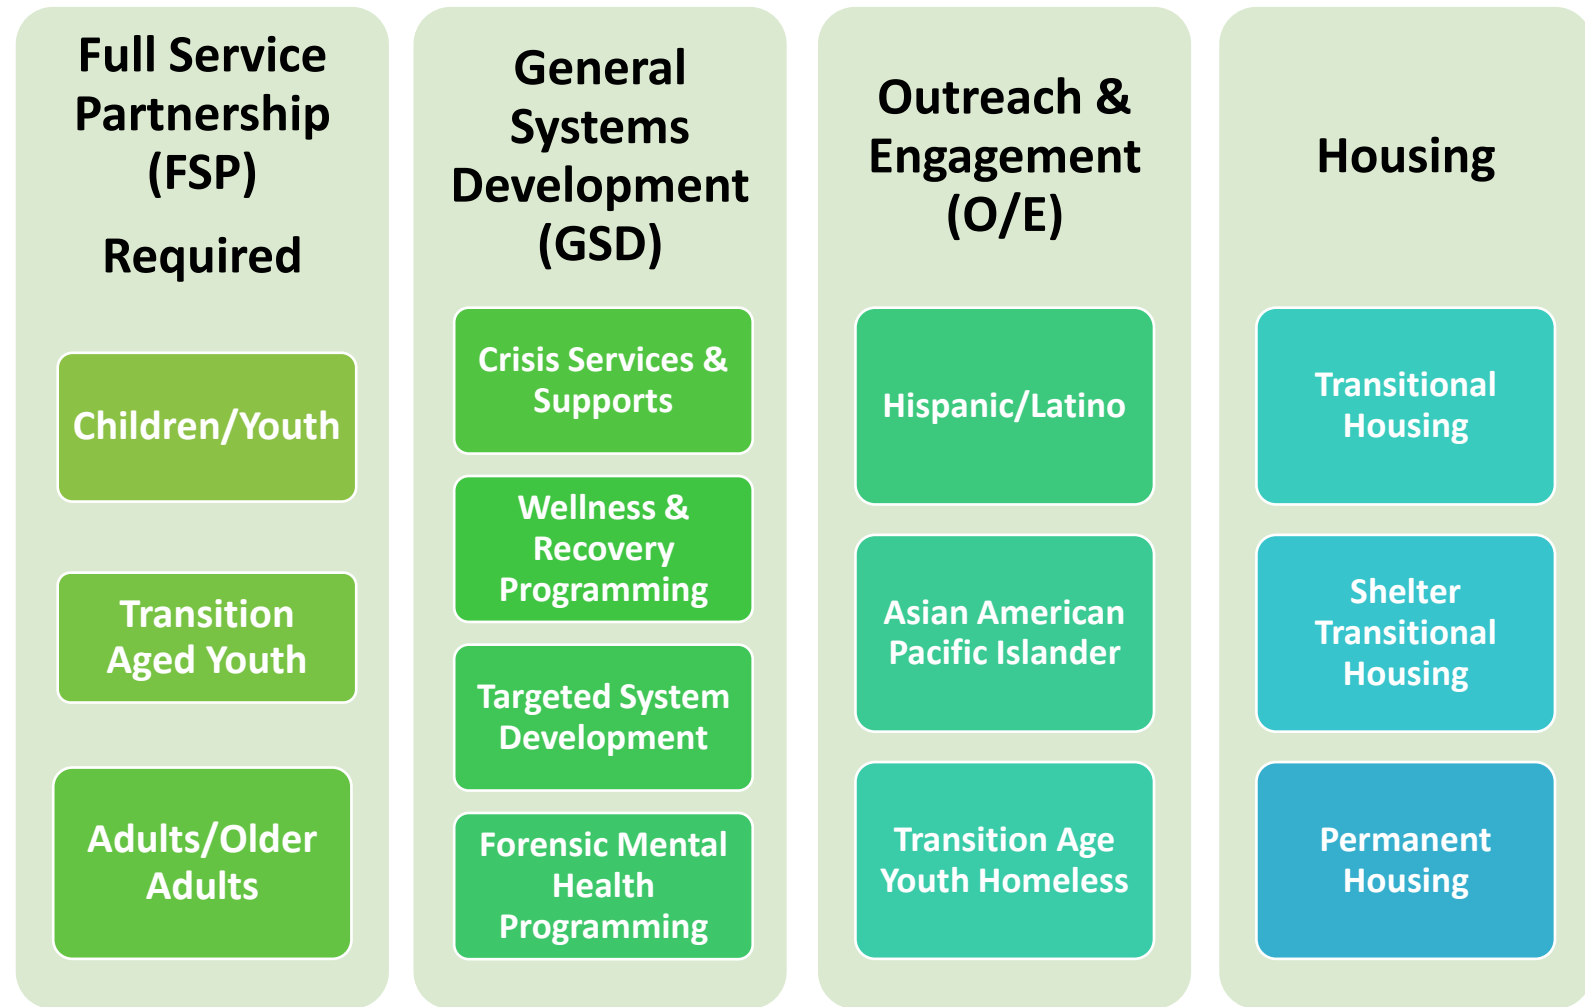 Full Service
Partnership
(FSP)
Required
Children/Youth
Transition
Aged Youth
Adults/Older
Adults
General
Systems
Development
(GSD)
Crisis Services &
Supports
Wellness &
Recovery
Programming
Targeted System
Development
Forensic Mental
Health
Programming
Outreach &
Engagement
(O/E)
Hispanic/Latino
Asian American
Pacific Islander
Transition Age
Youth Homeless
Housing
Transitional
Housing
Shelter
Transitional
Housing
Permanent
Housing